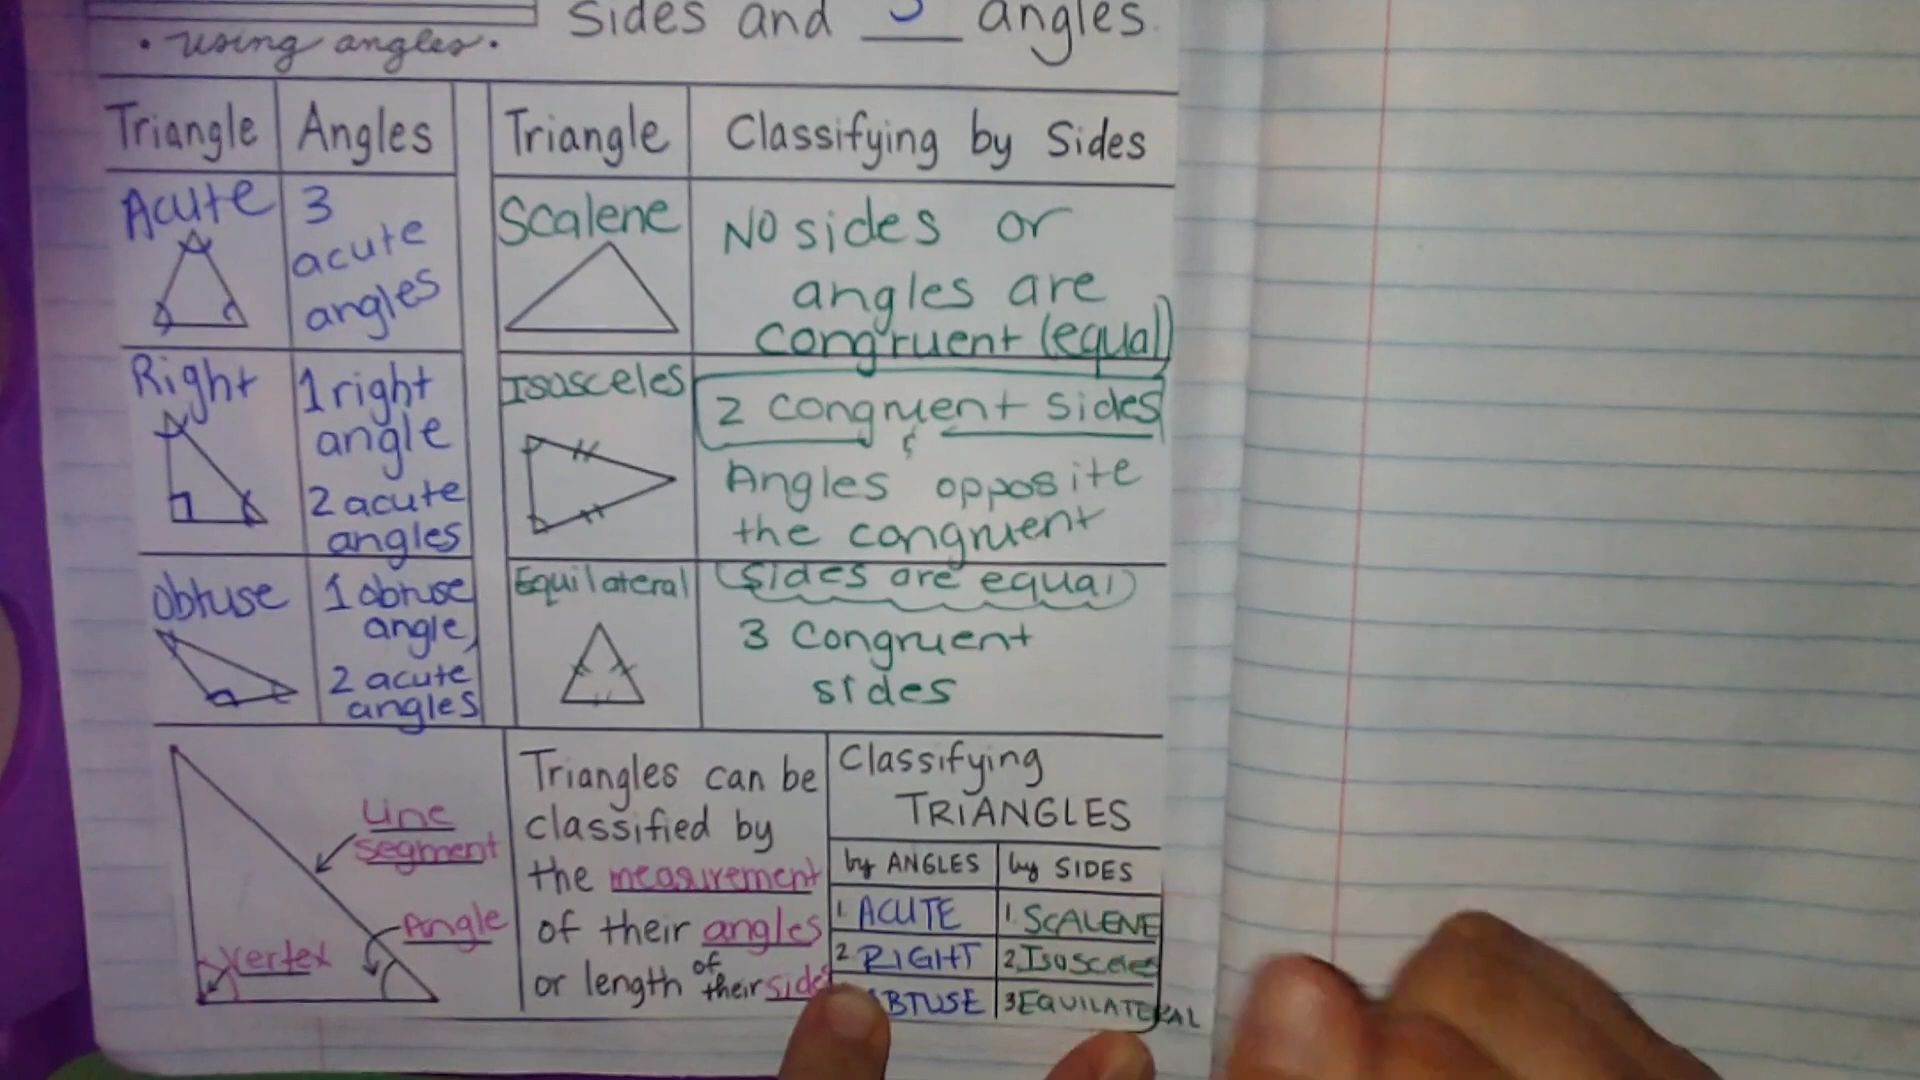 sides and 3 angles.
• using angles •
Triangle
Angles
Acute
3
acute
angles
Right
1 right
angle
2 acute
angles
Obtuse
1 obtuse
angle,
2 acute
angles
Triangle
Classifying by Sides
Scalene
No sides or
angles are
congruent (equal)
Isosceles
2 congruent sides
&
Angles opposite
the congruent
(sides are equal)
Equilateral
3 congruent
sides
Line
segment
Angle
Vertex
Triangles can be
classified by
the measurement
of their angles
or length of their sides
Classifying
TRIANGLES
by ANGLES
by SIDES
1. ACUTE
1. SCALENE
2. RIGHT
2. Isosceles
BTUSE
3 EQUILATERAL